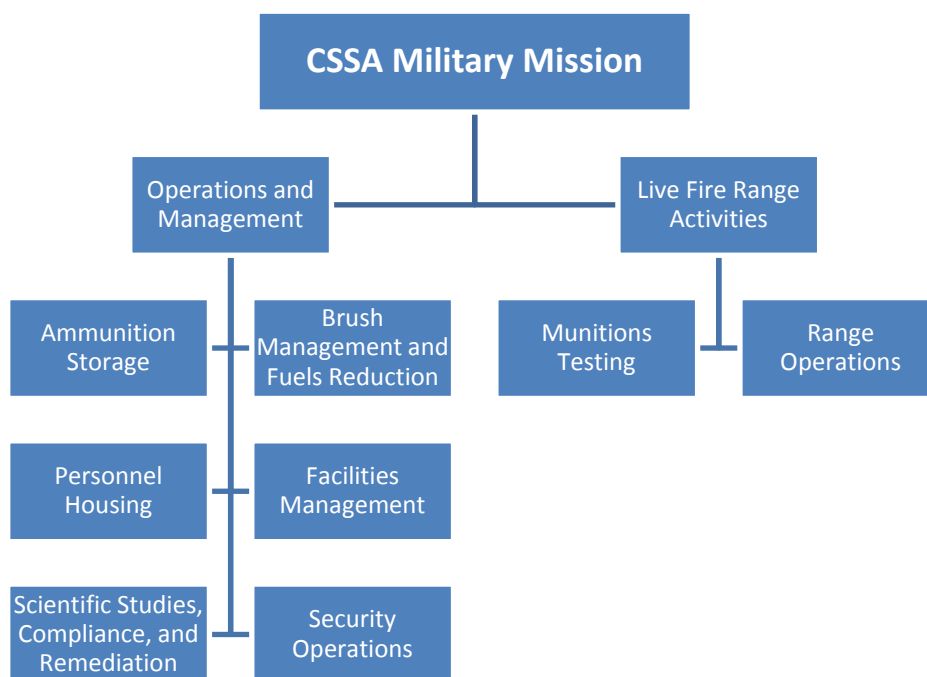 CSSA Military Mission
Operations and
Management
Live Fire Range
Activities
Ammunition
Storage
Brush
Management and
Fuels Reduction
Munitions
Testing
Range
Operations
Personnel
Housing
Facilities
Management
Scientific Studies,
Compliance, and
Remediation
Security
Operations